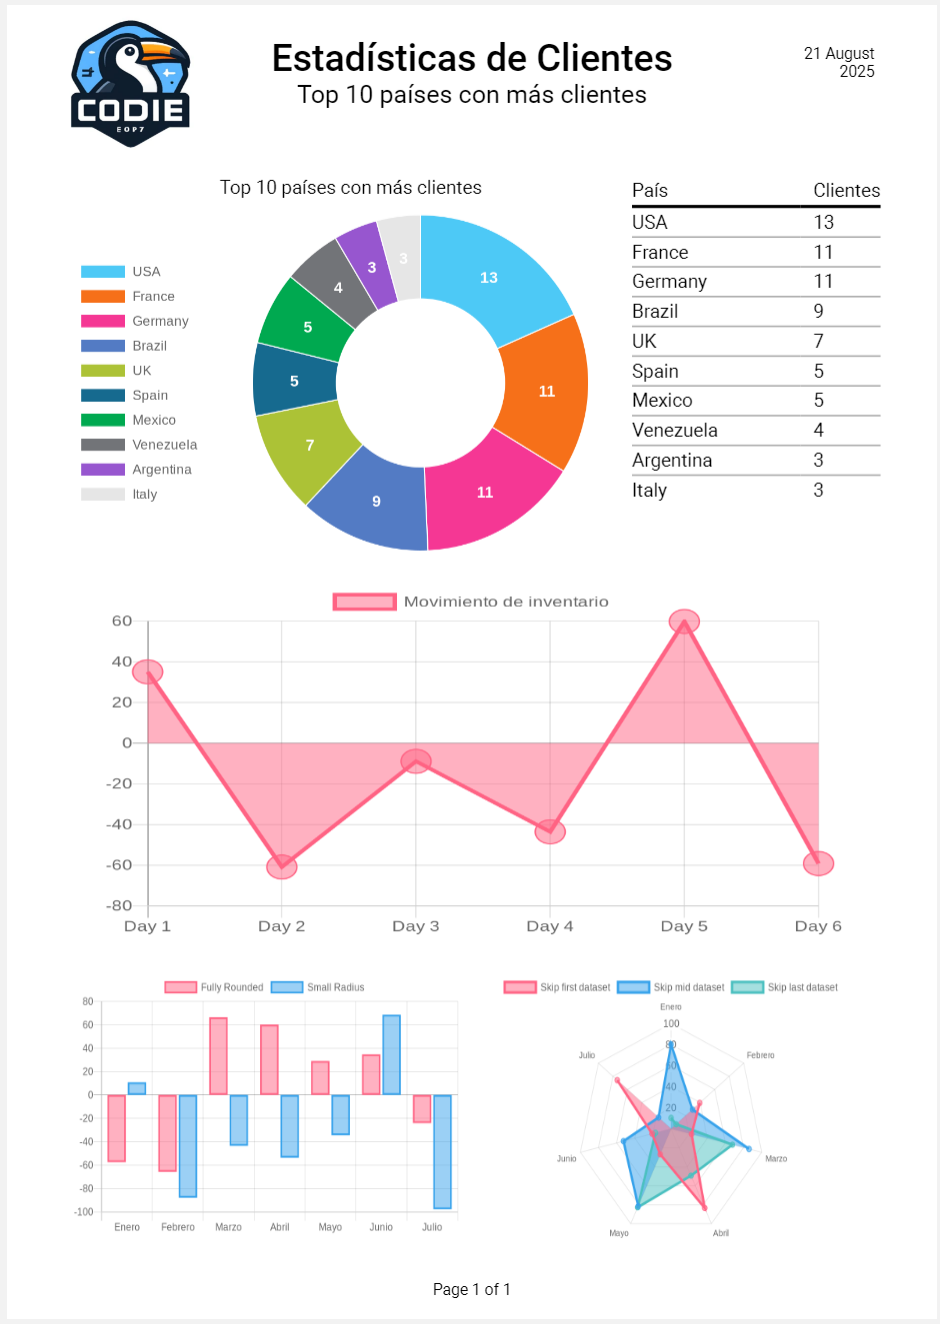 CODIE
EOP7
Estadísticas de Clientes
Top 10 países con más clientes
21 August
2025
Top 10 países con más clientes
USA
France
Germany
Brazil
UK
Spain
Mexico
Venezuela
Argentina
Italy
13
11
11
9
7
5
5
4
3
3
País Clientes
USA 13
France 11
Germany 11
Brazil 9
UK 7
Spain 5
Mexico 5
Venezuela 4
Argentina 3
Italy 3
Movimiento de inventario
60
40
20
0
-20
-40
-60
-80
Day 1 Day 2 Day 3 Day 4 Day 5 Day 6
Fully Rounded Small Radius
80
60
40
20
0
-20
-40
-60
-80
-100
Enero Febrero Marzo Abril Mayo Junio Julio
Skip first dataset Skip mid dataset Skip last dataset
Enero
100
80
60
40
20
Julio Febrero
Junio Marzo
Mayo Abril
Page 1 of 1